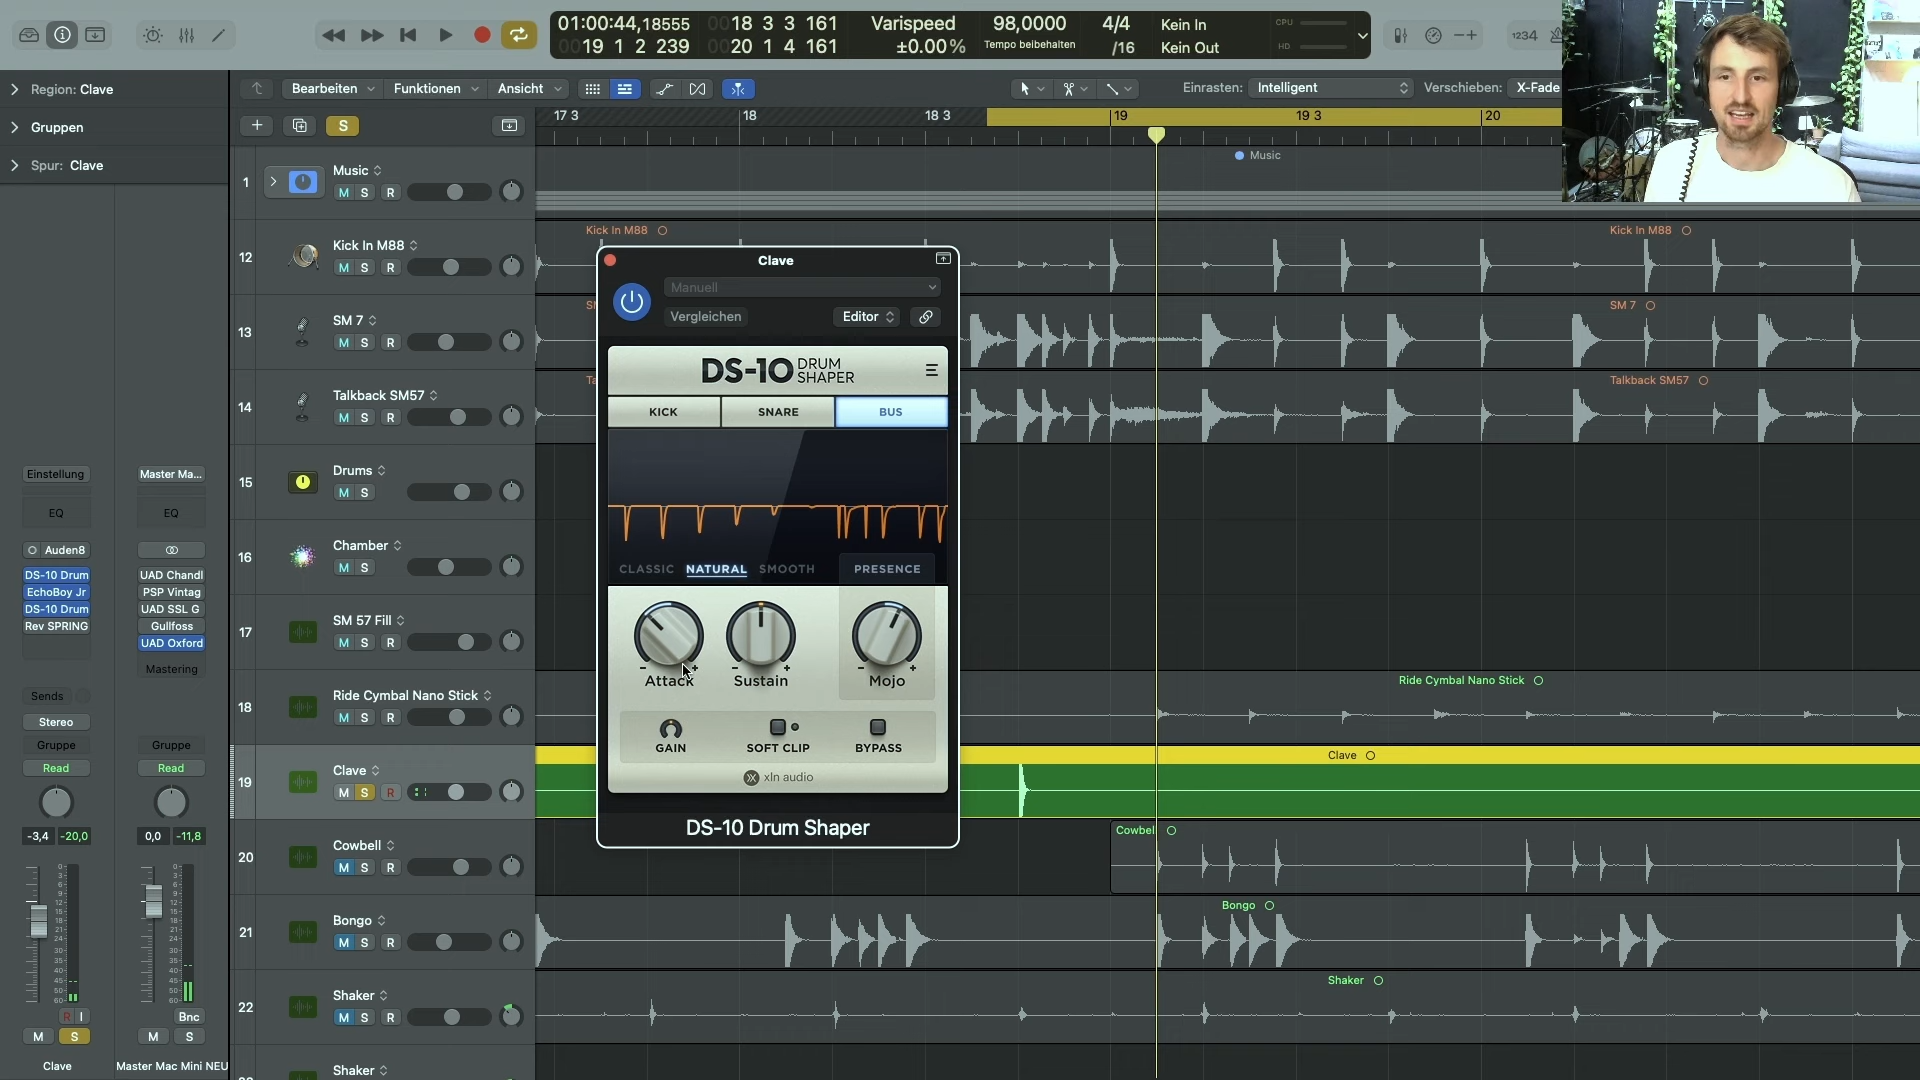 01:00:44,18555
0018 3 3 161
Varispeed
98,0000
4/4
Kein In
CPU
0019 1 2 239
0020 1 4 161
±0.00%
Tempo beibehalten
/16
Kein Out
HD
1234
Region: Clave
Gruppen
Spur: Clave
Bearbeiten
Funktionen
Ansicht
Einrasten: Intelligent
Verschieben: X-Fade
S
17 3
18
18 3
19
19 3
20
Music
1
Music
M S R
12
Kick In M88
M S R
Kick In M88
Kick In M88
13
SM 7
M S R
SM 7
14
Talkback SM57
M S R
Talkback SM57
15
Drums
M S
16
Chamber
M S
17
SM 57 Fill
M S R
18
Ride Cymbal Nano Stick
M S R
Ride Cymbal Nano Stick
19
Clave
M S R
Clave
20
Cowbell
M S R
Cowbell
21
Bongo
M S R
Bongo
22
Shaker
M S R
Shaker
Shaker
Clave
Manuell
Vergleichen
Editor
DS-10 DRUM SHAPER
KICK
SNARE
BUS
CLASSIC
NATURAL
SMOOTH
PRESENCE
Attack
Sustain
Mojo
GAIN
SOFT CLIP
BYPASS
xln audio
DS-10 Drum Shaper
Einstellung
EQ
Auden8
DS-10 Drum
EchoBoy Jr
DS-10 Drum
Rev SPRING
Sends
Stereo
Gruppe
Read
-3,4
-20,0
R I
M S
Clave
Master Ma...
EQ
UAD Chandl
PSP Vintag
UAD SSL G
Gullfoss
UAD Oxford
Mastering
Gruppe
Read
0,0
-11,8
Bnc
M S
Master Mac Mini NEU